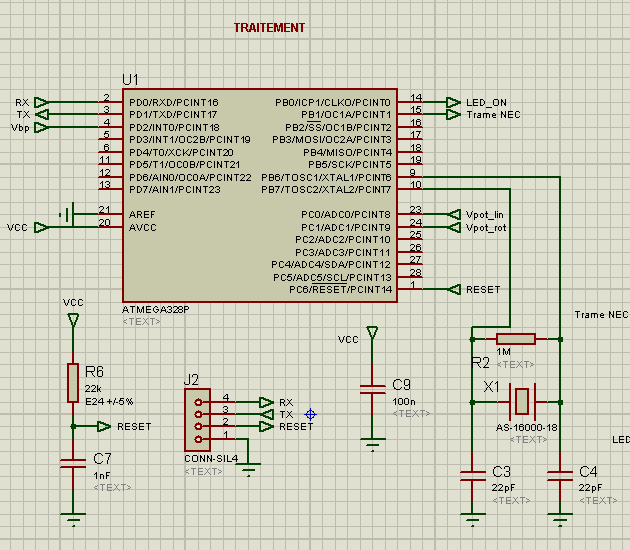 TRAITEMENT
U1
RX 2 PD0/RXD/PCINT16 PB0/ICP1/CLKO/PCINT0 14 LED_ON
TX 3 PD1/TXD/PCINT17 PB1/OC1A/PCINT1 15 Trame NEC
Vbp 4 PD2/INT0/PCINT18 PB2/SS/OC1B/PCINT2 16
5 PD3/INT1/OC2B/PCINT19 PB3/MOSI/OC2A/PCINT3 17
6 PD4/T0/XCK/PCINT20 PB4/MISO/PCINT4 18
11 PD5/T1/OC0B/PCINT21 PB5/SCK/PCINT5 19
12 PD6/AIN0/OC0A/PCINT22 PB6/TOSC1/XTAL1/PCINT6 9
13 PD7/AIN1/PCINT23 PB7/TOSC2/XTAL2/PCINT7 10
21 AREF PC0/ADC0/PCINT8 23 Vpot_lin
VCC 20 AVCC PC1/ADC1/PCINT9 24 Vpot_rot
PC2/ADC2/PCINT10 25
PC3/ADC3/PCINT11 26
PC4/ADC4/SDA/PCINT12 27
PC5/ADC5/SCL/PCINT13 28
PC6/RESET/PCINT14 1 RESET
ATMEGA328P
<TEXT>
VCC
R6
22k
E24 +/-5%
RESET
C7
1nF
<TEXT>
J2
4 RX
3 TX
2 RESET
1
CONN-SIL4
<TEXT>
VCC
C9
100n
<TEXT>
Trame NEC
R2
1M
<TEXT>
X1
AS-16000-18
<TEXT>
LED
C3
22pF
<TEXT>
C4
22pF
<TEXT>